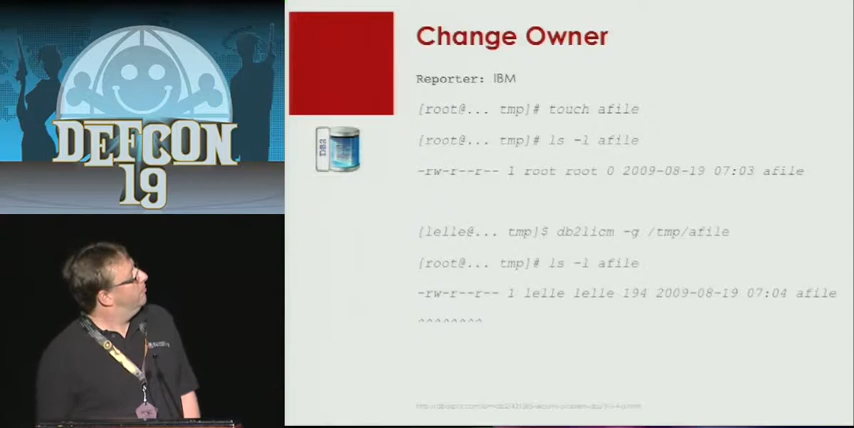 DEFCON
19
Change Owner
Reporter: IBM
[root@... tmp]# touch afile
[root@... tmp]# ls -l afile
-rw-r--r-- 1 root root 0 2009-08-19 07:03 afile
DB2
[lelle@... tmp]$ db2licm -g /tmp/afile
[root@... tmp]# ls -l afile
-rw-r--r-- 1 lelle lelle 194 2009-08-19 07:04 afile
^^^^^^^^